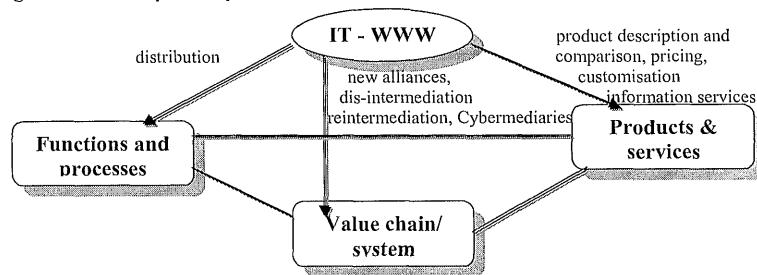 IT - WWW
distribution
product description and
comparison, pricing,
customisation
information services
new alliances,
dis-intermediation
reintermediation, Cybermediaries
Functions and
processes
Products &
services
Value chain/
system